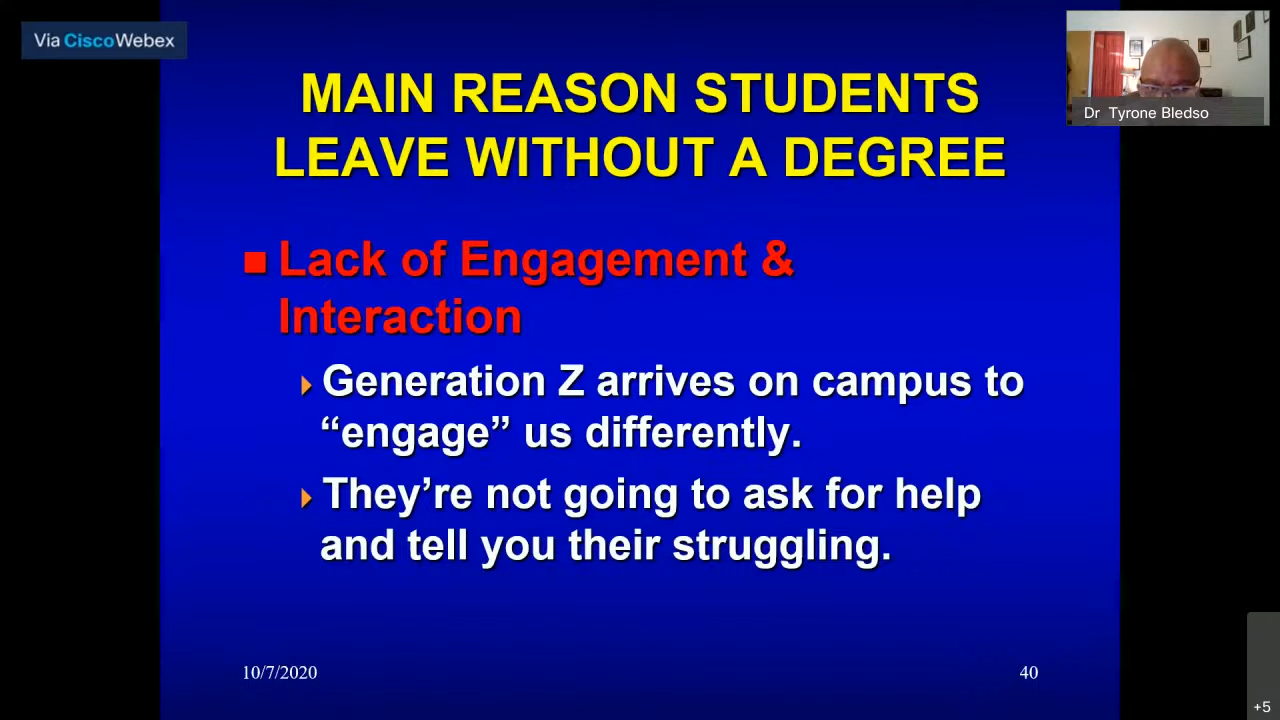 Via CiscoWebex
Dr Tyrone Bledso
MAIN REASON STUDENTS
LEAVE WITHOUT A DEGREE
Lack of Engagement &
Interaction
Generation Z arrives on campus to
“engage” us differently.
They’re not going to ask for help
and tell you their struggling.
10/7/2020
40
+5